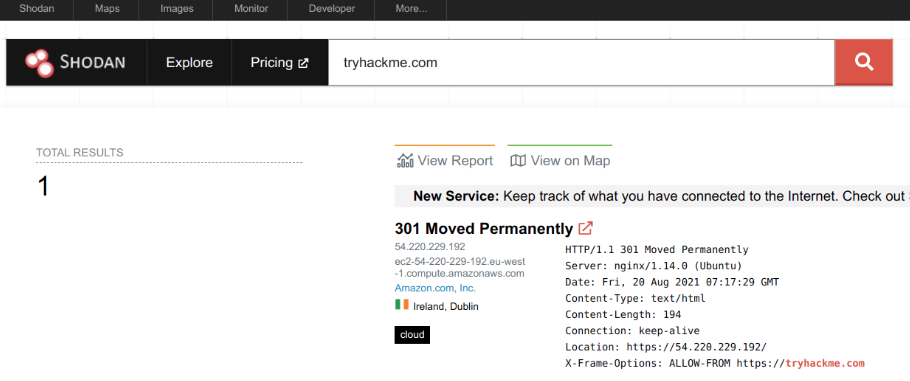 Shodan Maps Images Monitor Developer More...
SHODAN Explore Pricing tryhackme.com
TOTAL RESULTS
1
View Report View on Map
New Service: Keep track of what you have connected to the Internet. Check out
301 Moved Permanently
54.220.229.192
ec2-54-220-229-192.eu-west
-1.compute.amazonaws.com
Amazon.com, Inc.
Ireland, Dublin
cloud
HTTP/1.1 301 Moved Permanently
Server: nginx/1.14.0 (Ubuntu)
Date: Fri, 20 Aug 2021 07:17:29 GMT
Content-Type: text/html
Content-Length: 194
Connection: keep-alive
Location: https://54.220.229.192/
X-Frame-Options: ALLOW-FROM https://tryhackme.com